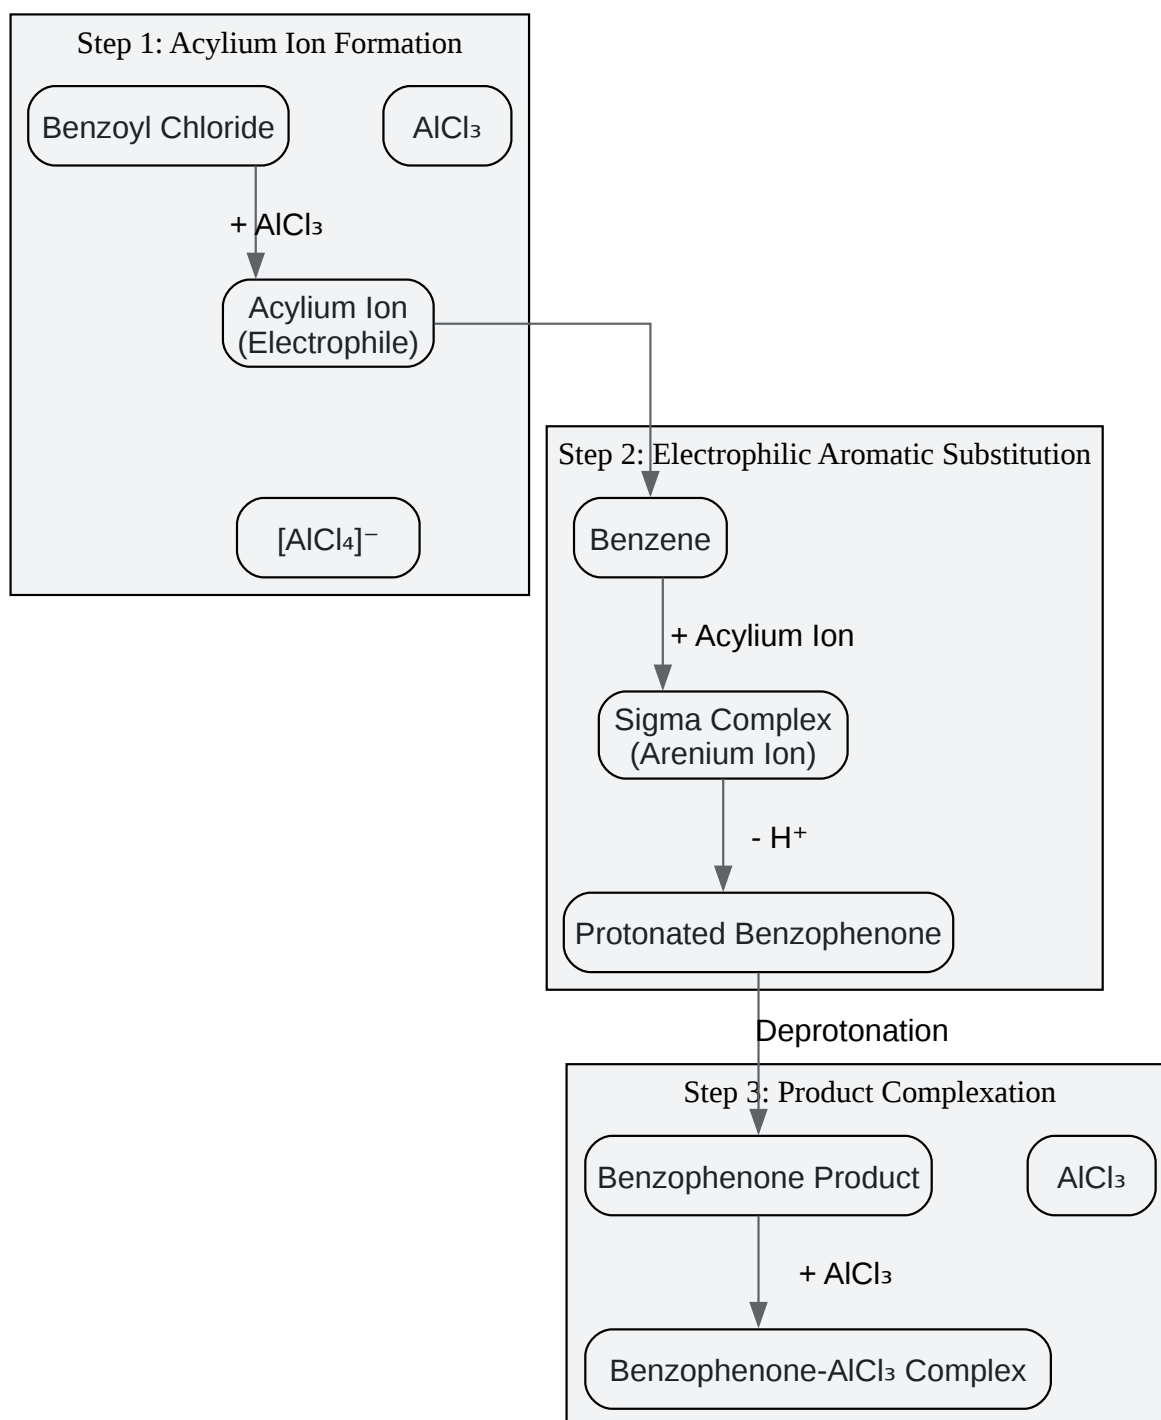 Step 1: Acylium Ion Formation
Benzoyl Chloride
AlCl₃
+ AlCl₃
Acylium Ion
(Electrophile)
[AlCl₄]⁻
Step 2: Electrophilic Aromatic Substitution
Benzene
+ Acylium Ion
Sigma Complex
(Arenium Ion)
- H⁺
Protonated Benzophenone
Deprotonation
Step 3: Product Complexation
Benzophenone Product
AlCl₃
+ AlCl₃
Benzophenone-AlCl₃ Complex